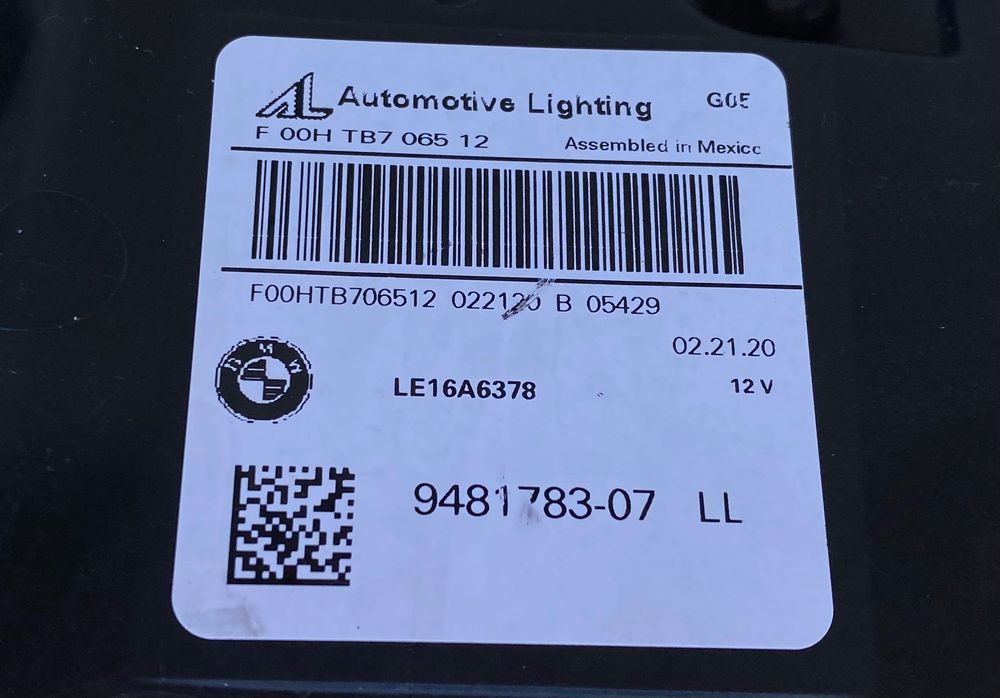 AL Automotive Lighting G05
F 00H TB7 065 12 Assembled in Mexico
F00HTB706512 022120 B 05429
02.21.20
LE16A6378 12 V
9481783-07 LL